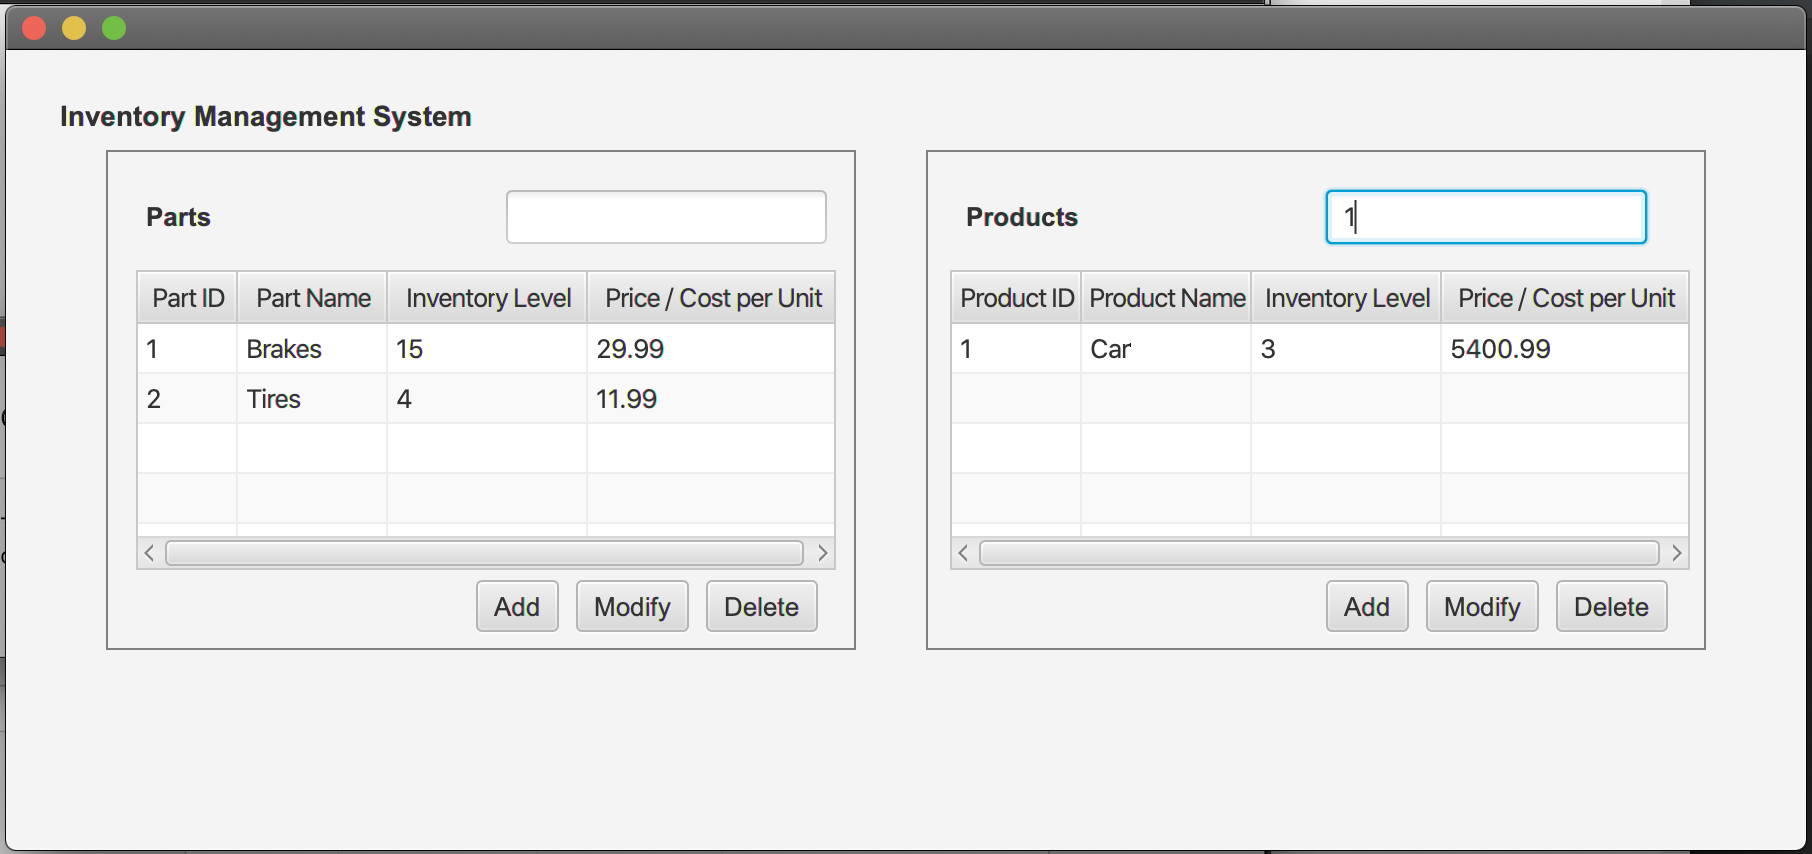 Inventory Management System
Parts
Part ID Part Name Inventory Level Price / Cost per Unit
1 Brakes 15 29.99
2 Tires 4 11.99
Add Modify Delete
Products 1
Product ID Product Name Inventory Level Price / Cost per Unit
1 Car 3 5400.99
Add Modify Delete